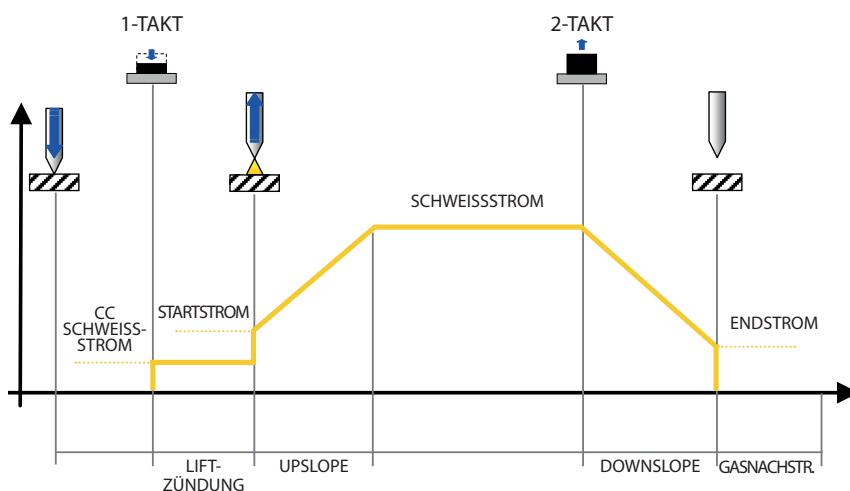 1-TAKT
2-TAKT
SCHWEISSSTROM
CC
SCHWEISS-
STROM
STARTSTROM
ENDSTROM
LIFT-
ZÜNDUNG
UPSLOPE
DOWNSLOPE
GASNACHSTR.